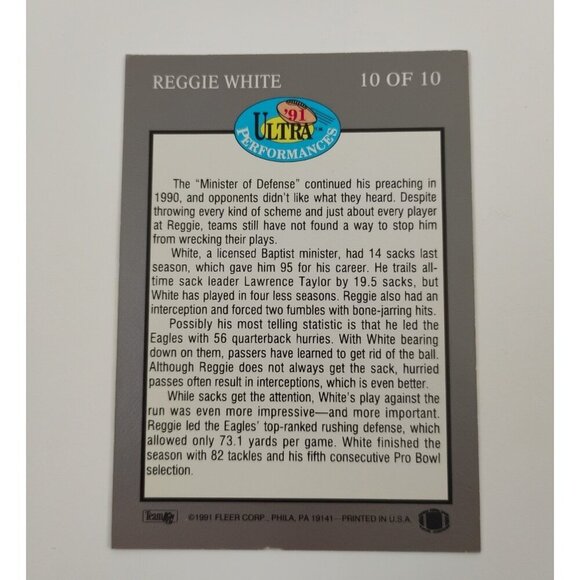 REGGIE WHITE 10 OF 10
'91
ULTRA
PERFORMANCES
The "Minister of Defense" continued his preaching in
1990, and opponents didn't like what they heard. Despite
throwing every kind of scheme and just about every player
at Reggie, teams still have not found a way to stop him
from wrecking their plays.
White, a licensed Baptist minister, had 14 sacks last
season, which gave him 95 for his career. He trails all-
time sack leader Lawrence Taylor by 19.5 sacks, but
White has played in four less seasons. Reggie also had an
interception and forced two fumbles with bone-jarring hits.
Possibly his most telling statistic is that he led the
Eagles with 56 quarterback hurries. With White bearing
down on them, passers have learned to get rid of the ball.
Although Reggie does not always get the sack, hurried
passes often result in interceptions, which is even better.
While sacks get the attention, White's play against the
run was even more impressive—and more important.
Reggie led the Eagles' top-ranked rushing defense, which
allowed only 73.1 yards per game. White finished the
season with 82 tackles and his fifth consecutive Pro Bowl
selection.
Team NFL ©1991 FLEER CORP., PHILA, PA 19141—PRINTED IN U.S.A.